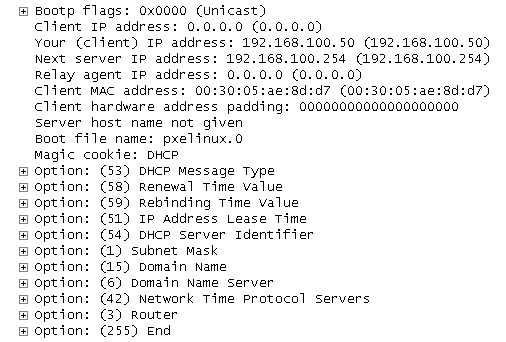 Bootp flags: 0x0000 (Unicast)
Client IP address: 0.0.0.0 (0.0.0.0)
Your (client) IP address: 192.168.100.50 (192.168.100.50)
Next server IP address: 192.168.100.254 (192.168.100.254)
Relay agent IP address: 0.0.0.0 (0.0.0.0)
Client MAC address: 00:30:05:ae:8d:d7 (00:30:05:ae:8d:d7)
Client hardware address padding: 00000000000000000000
Server host name not given
Boot file name: pxelinux.0
Magic cookie: DHCP
Option: (53) DHCP Message Type
Option: (58) Renewal Time Value
Option: (59) Rebinding Time Value
Option: (51) IP Address Lease Time
Option: (54) DHCP Server Identifier
Option: (1) Subnet Mask
Option: (15) Domain Name
Option: (6) Domain Name Server
Option: (42) Network Time Protocol Servers
Option: (3) Router
Option: (255) End